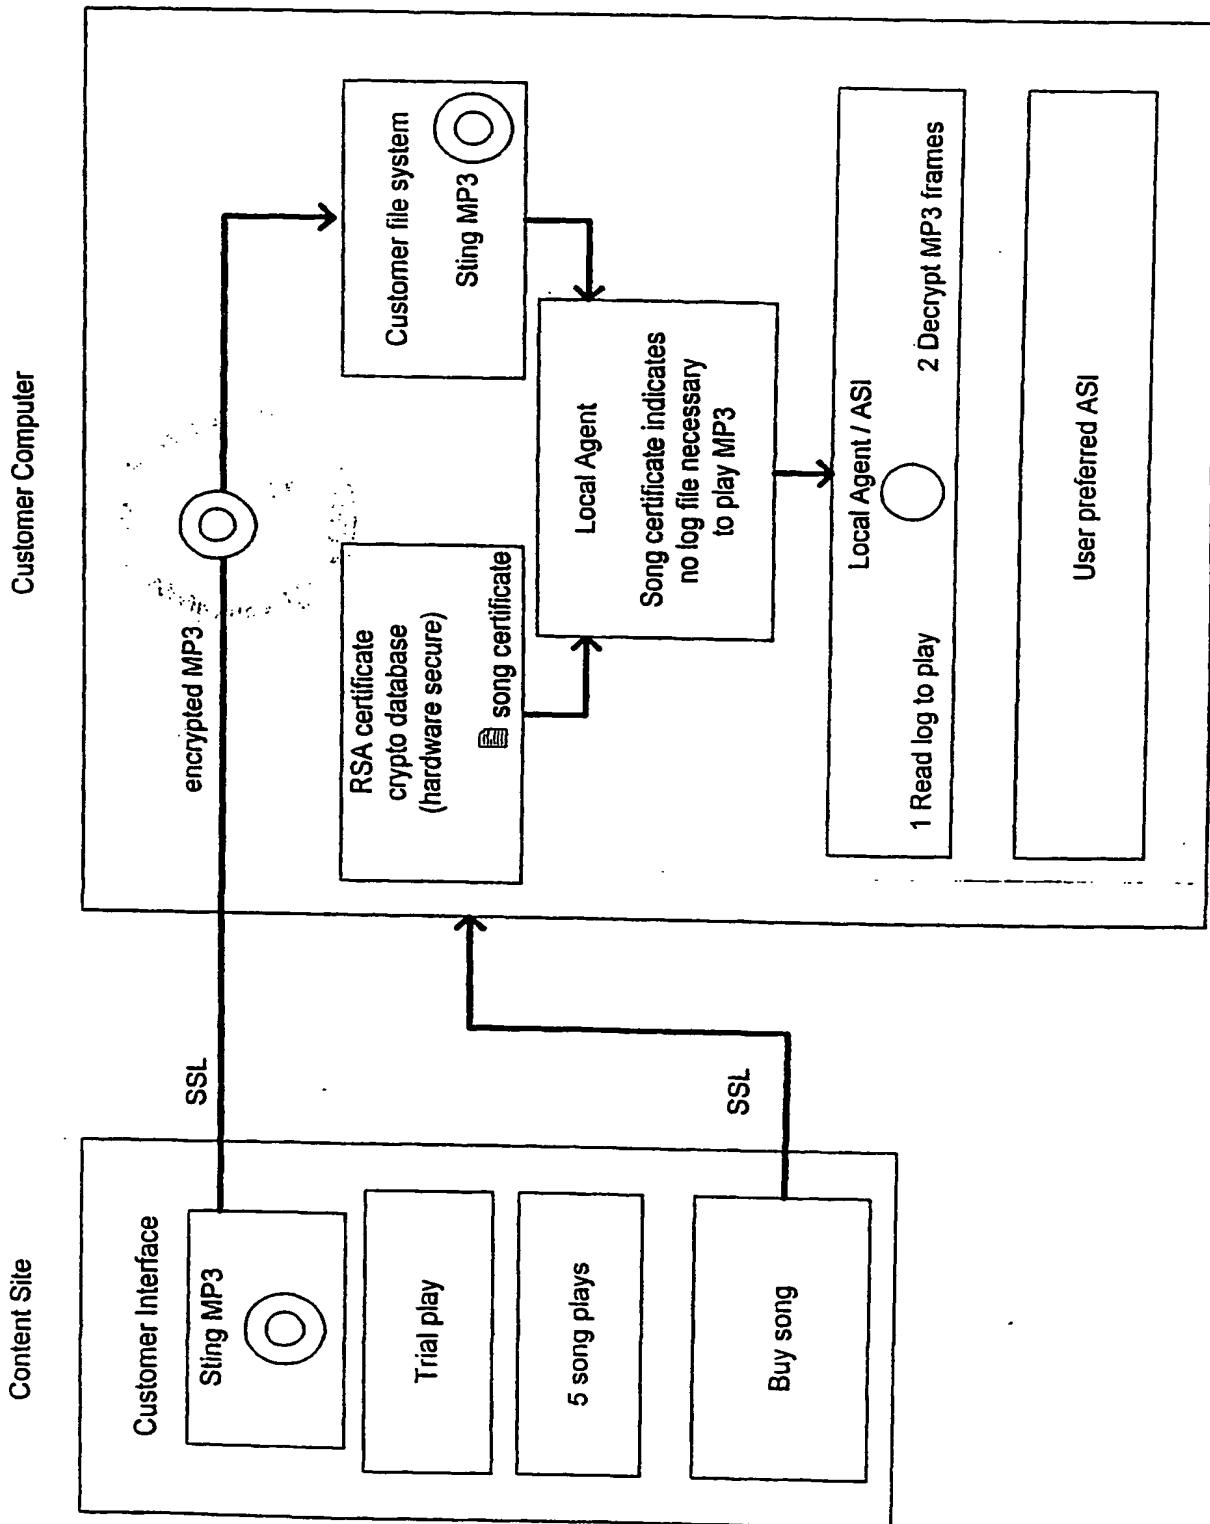 Content Site
Customer Interface
Sting MP3
Trial play
5 song plays
Buy song
SSL
SSL
Customer Computer
encrypted MP3
RSA certificate
crypto database
(hardware secure)
song certificate
Customer file system
Sting MP3
Local Agent
Song certificate indicates
no log file necessary
to play MP3
Local Agent / ASI
1 Read log to play
2 Decrypt MP3 frames
User preferred ASI